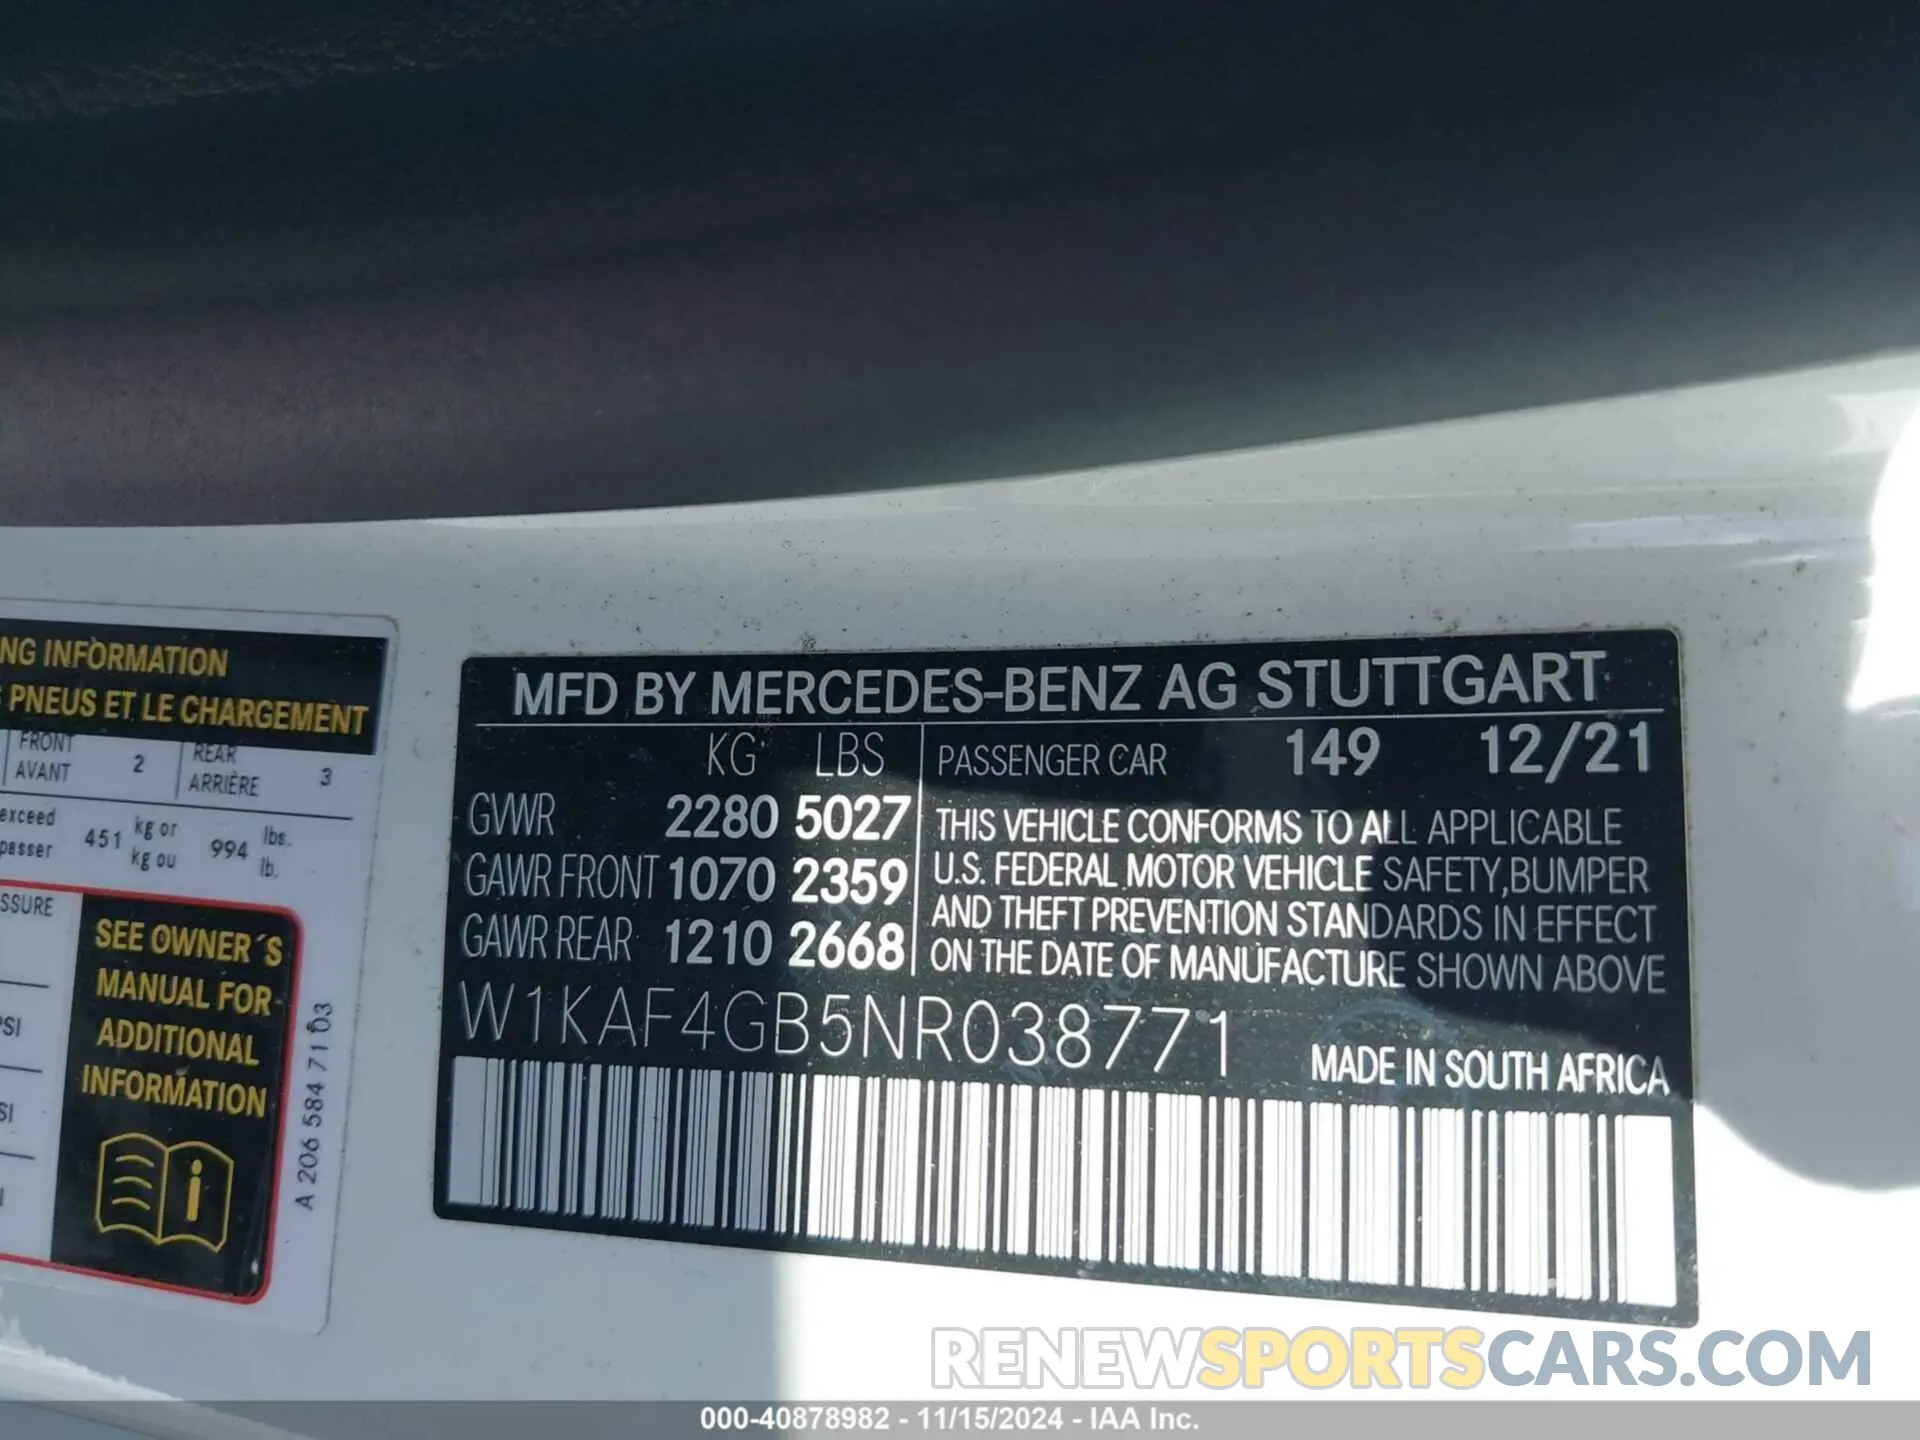 NG INFORMATION
PNEUS ET LE CHARGEMENT
FRONT
AVANT
2
REAR
ARRIÈRE
3
exceed
passer
451
kg or
kg ou
994
lbs.
lb.
SSURE
PSI
SI
SEE OWNER´S
MANUAL FOR
ADDITIONAL
INFORMATION
i
A 206 584 71 03
MFD BY MERCEDES-BENZ AG STUTTGART
KG LBS
GVWR 2280 5027
GAWR FRONT 1070 2359
GAWR REAR 1210 2668
PASSENGER CAR 149 12/21
THIS VEHICLE CONFORMS TO ALL APPLICABLE
U.S. FEDERAL MOTOR VEHICLE SAFETY,BUMPER
AND THEFT PREVENTION STANDARDS IN EFFECT
ON THE DATE OF MANUFACTURE SHOWN ABOVE
W1KAF4GB5NR038771
MADE IN SOUTH AFRICA
RENEWSPORTSCARS.COM
000-40878982 - 11/15/2024 - IAA Inc.